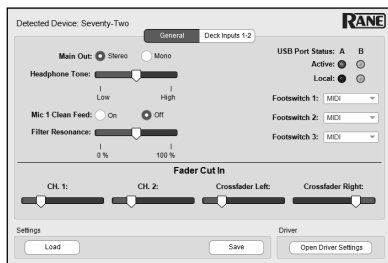 Detected Device: Seventy-Two
RANE
General
Deck Inputs 1-2
Main Out: Stereo Mono
Headphone Tone:
Low High
Mic 1 Clean Feed: On Off
Filter Resonance:
0 % 100 %
USB Port Status: A B
Active:
Local:
Footswitch 1: MIDI
Footswitch 2: MIDI
Footswitch 3: MIDI
Fader Cut In
CH. 1: CH. 2: Crossfader Left: Crossfader Right:
Settings
Load Save
Driver
Open Driver Settings